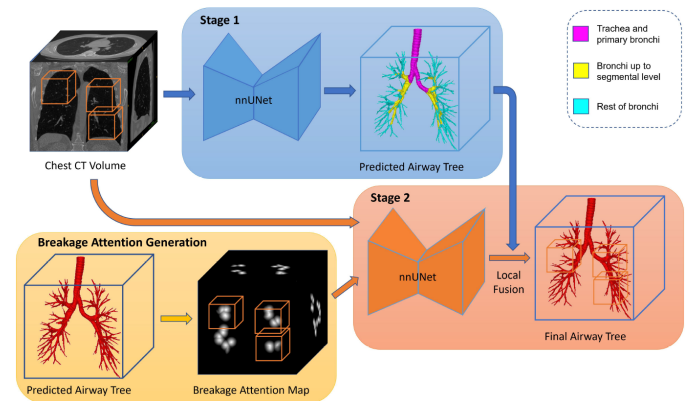 Stage 1
nnUNet
Predicted Airway Tree
Chest CT Volume
Trachea and
primary bronchi
Bronchi up to
segmental level
Rest of bronchi
Stage 2
nnUNet
Local
Fusion
Final Airway Tree
Breakage Attention Generation
Predicted Airway Tree
Breakage Attention Map